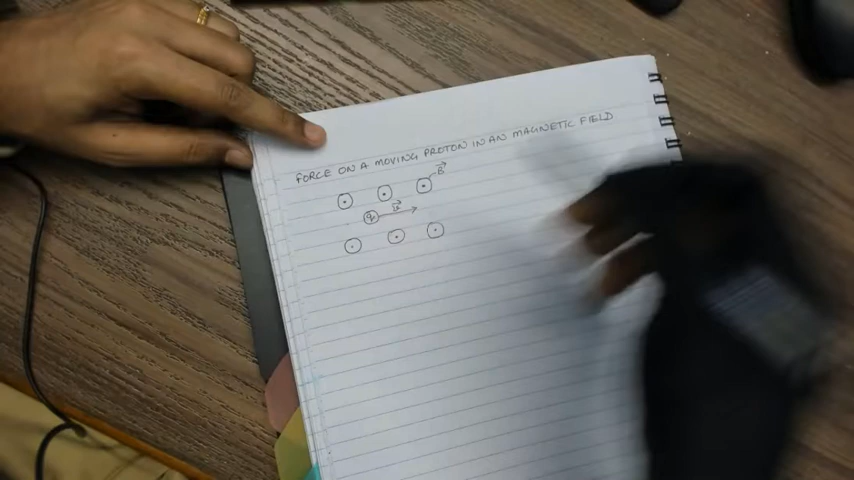 FORCE ON A MOVING PROTON IN AN MAGNETIC FIELD
B⃗
q v⃗